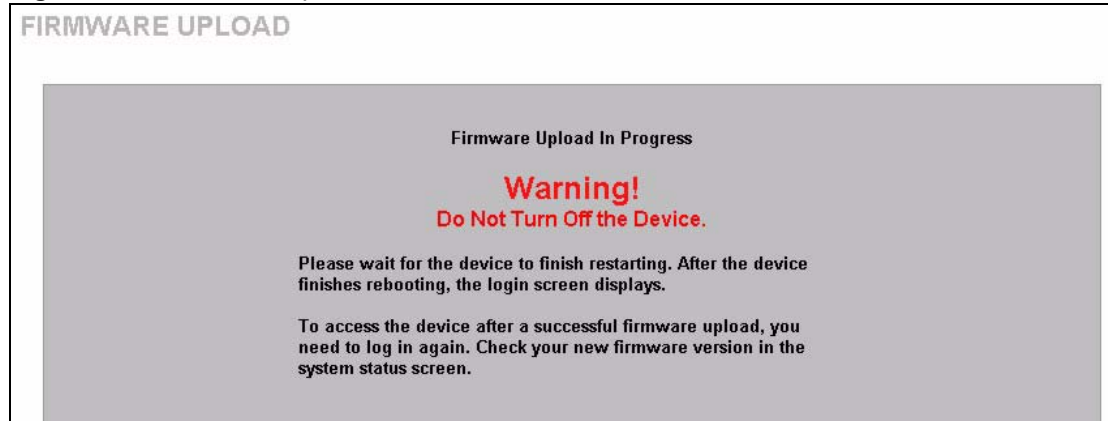 FIRMWARE UPLOAD
Firmware Upload In Progress
Warning!
Do Not Turn Off the Device.
Please wait for the device to finish restarting. After the device
finishes rebooting, the login screen displays.
To access the device after a successful firmware upload, you
need to log in again. Check your new firmware version in the
system status screen.